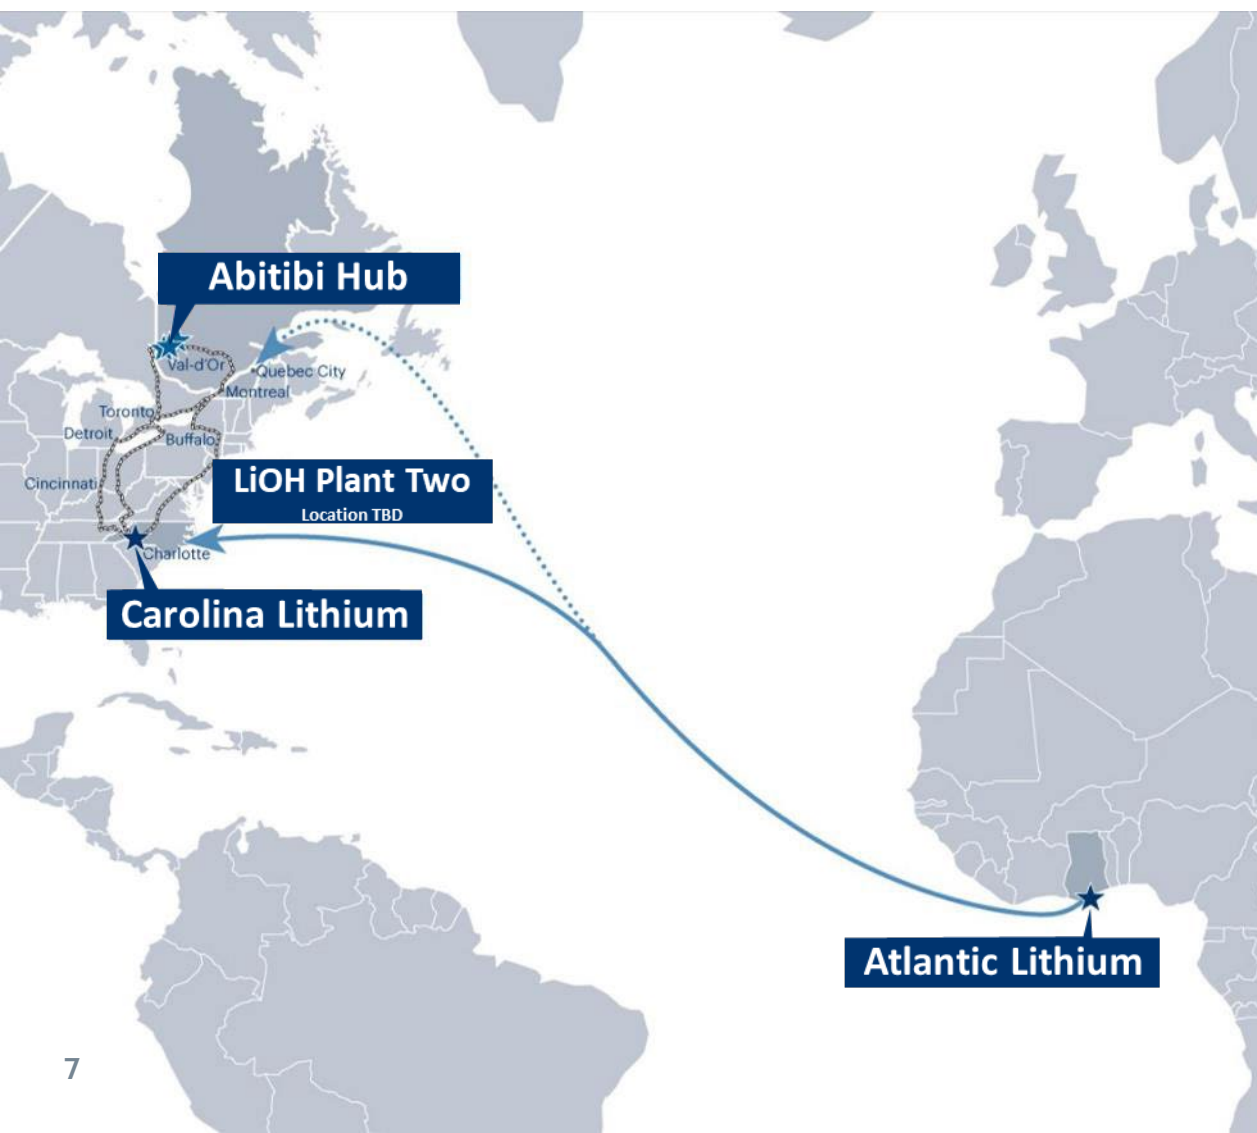 Abitibi Hub
Val-d'Or
Quebec City
Montreal
Toronto
Detroit
Buffalo
Cincinnati
LiOH Plant Two
Location TBD
Charlotte
Carolina Lithium
Atlantic Lithium
7